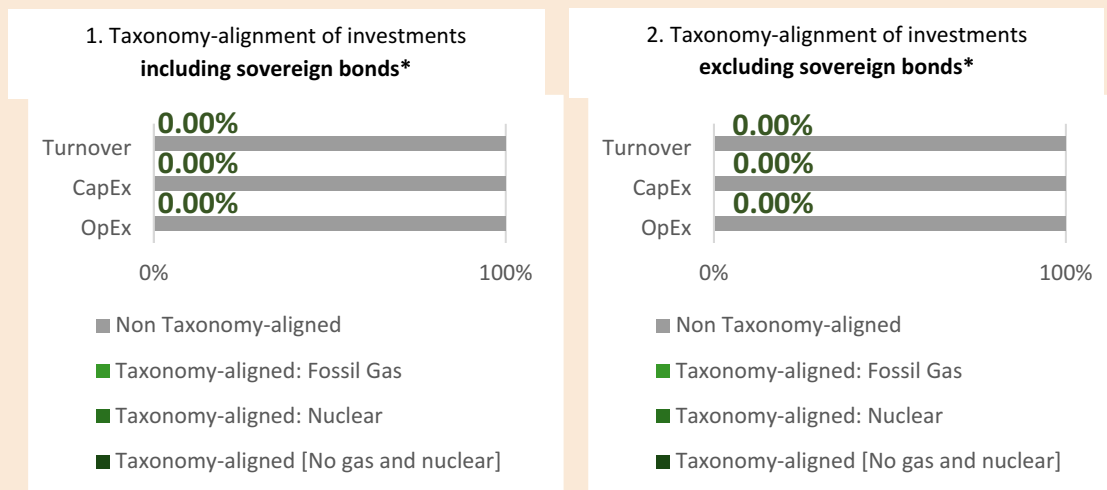 1. Taxonomy-alignment of investments
including sovereign bonds*
0.00%
Turnover
0.00%
CapEx
0.00%
OpEx
0%
100%
Non Taxonomy-aligned
Taxonomy-aligned: Fossil Gas
Taxonomy-aligned: Nuclear
Taxonomy-aligned [No gas and nuclear]
2. Taxonomy-alignment of investments
excluding sovereign bonds*
0.00%
Turnover
0.00%
CapEx
0.00%
OpEx
0%
100%
Non Taxonomy-aligned
Taxonomy-aligned: Fossil Gas
Taxonomy-aligned: Nuclear
Taxonomy-aligned [No gas and nuclear]